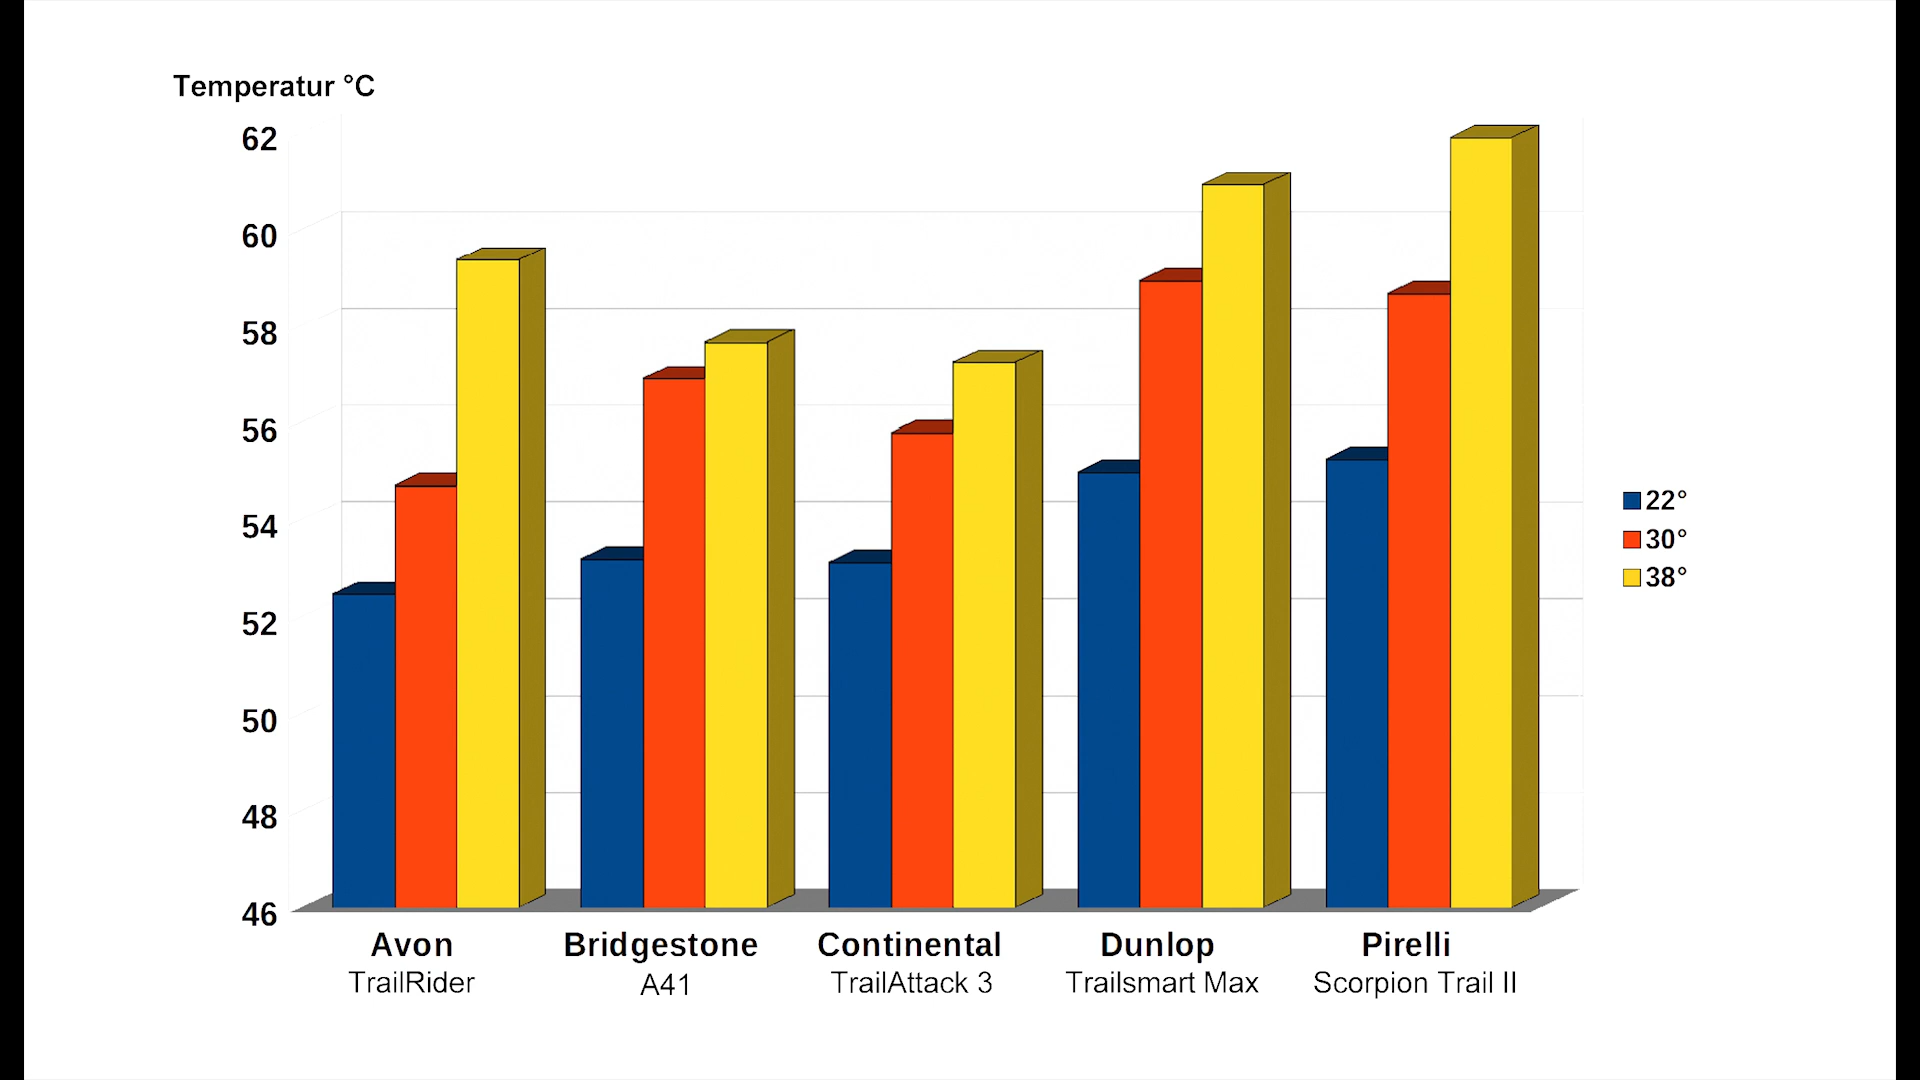 Temperatur °C
62
60
58
56
54
52
50
48
46
22°
30°
38°
Avon
TrailRider
Bridgestone
A41
Continental
TrailAttack 3
Dunlop
Trailsmart Max
Pirelli
Scorpion Trail II